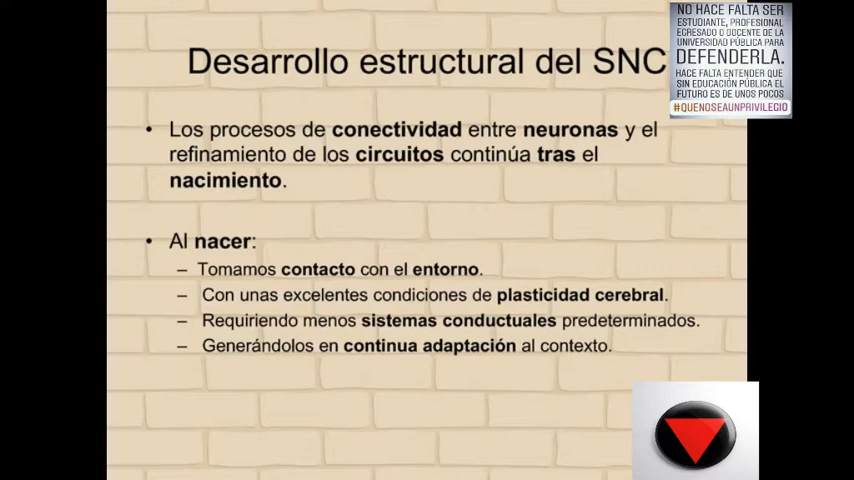 Desarrollo estructural del SNC
NO HACE FALTA SER
ESTUDIANTE, PROFESIONAL
EGRESADO O DOCENTE DE LA
UNIVERSIDAD PÚBLICA PARA
DEFENDERLA.
HACE FALTA ENTENDER QUE
SIN EDUCACIÓN PÚBLICA EL
FUTURO ES DE UNOS POCOS
#QUENOSEAUNPRIVILEGIO
• Los procesos de conectividad entre neuronas y el
refinamiento de los circuitos continúa tras el
nacimiento.
• Al nacer:
– Tomamos contacto con el entorno.
– Con unas excelentes condiciones de plasticidad cerebral.
– Requiriendo menos sistemas conductuales predeterminados.
– Generándolos en continua adaptación al contexto.